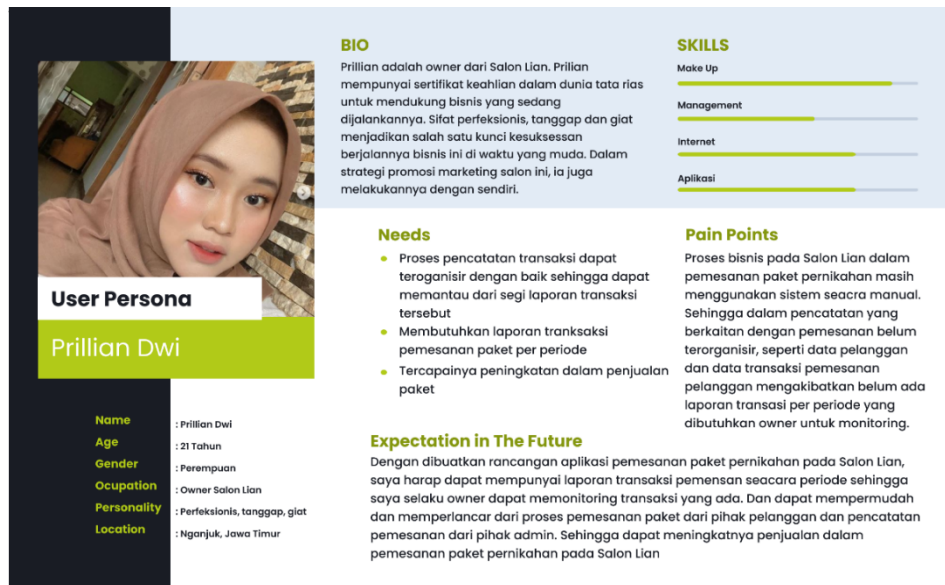 BIO
Prillian adalah owner dari Salon Lian. Prilian
mempunyai sertifikat keahlian dalam dunia tata rias
untuk mendukung bisnis yang sedang
dijalankannya. Sifat perfeksionis, tanggap dan giat
menjadikan salah satu kunci kesuksessan
berjalannya bisnis ini di waktu yang muda. Dalam
strategi promosi marketing salon ini, ia juga
melakukannya dengan sendiri.
SKILLS
Make Up
Management
Internet
Aplikasi
User Persona
Prillian Dwi
Name : Prillian Dwi
Age : 21 Tahun
Gender : Perempuan
Ocupation : Owner Salon Lian
Personality : Perfeksionis, tanggap, giat
Location : Nganjuk, Jawa Timur
Needs
Proses pencatatan transaksi dapat
teroganisir dengan baik sehingga dapat
memantau dari segi laporan transaksi
tersebut
Membutuhkan laporan tranksaksi
pemesanan paket per periode
Tercapainya peningkatan dalam penjualan
paket
Pain Points
Proses bisnis pada Salon Lian dalam
pemesanan paket pernikahan masih
menggunakan sistem seacra manual.
Sehingga dalam pencatatan yang
berkaitan dengan pemesanan belum
terorganisir, seperti data pelanggan
dan data transaksi pemesanan
pelanggan mengakibatkan belum ada
laporan transasi per periode yang
dibutuhkan owner untuk monitoring.
Expectation in The Future
Dengan dibuatkan rancangan aplikasi pemesanan paket pernikahan pada Salon Lian,
saya harap dapat mempunyai laporan transaksi pemensan seacara periode sehingga
saya selaku owner dapat memonitoring transaksi yang ada. Dan dapat mempermudah
dan memperlancar dari proses pemesanan paket dari pihak pelanggan dan pencatatan
pemesanan dari pihak admin. Sehingga dapat meningkatnya penjualan dalam
pemesanan paket pernikahan pada Salon Lian